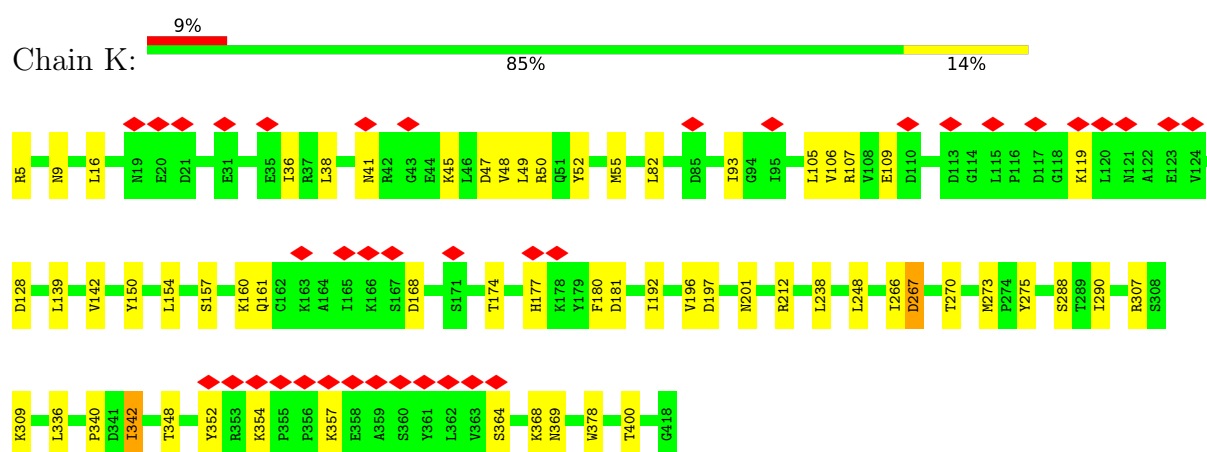 9%
Chain K:
85% 14%
R5 N9 L16 N19 E20 D21 E31 E35 I36 R37 L38 N41 R42 G43 E44 K45 L46 D47 V48 L49 R50 Q51 Y52 M55 L82 D85 I93 G94 I95 L105 V106 R107 V108 E109 D110 D113 G114 L115 P116 D117 G118 K119 L120 N121 A122 E123 V124
D128 L139 V142 Y150 L154 S157 K160 Q161 C162 K163 A164 I165 K166 S167 D168 S171 T174 H177 K178 Y179 F180 D181 I192 V196 D197 N201 R212 L238 L248 I266 D267 T270 M273 P274 Y275 S288 T289 I290 R307 S308
K309 L336 P340 D341 I342 T348 Y352 R353 K354 P355 P356 K357 E358 A359 S360 Y361 L362 V363 S364 K368 N369 W378 T400 G418